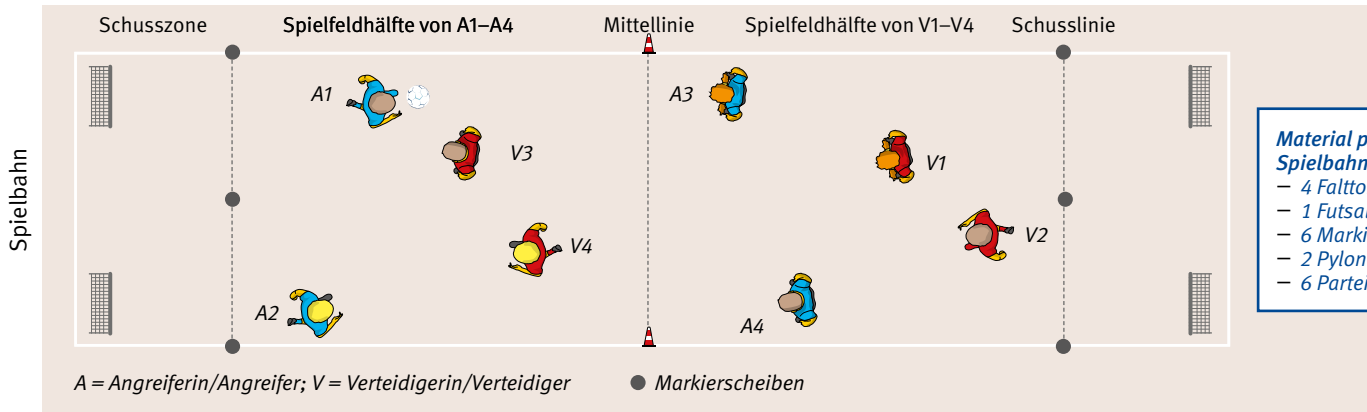 Schusszone Spielfeldhälfte von A1–A4 Mittellinie Spielfeldhälfte von V1–V4 Schusslinie
A1
A3
V3
V1
V4
V2
A2
A4
Spielbahn
A = Angreiferin/Angreifer; V = Verteidigerin/Verteidiger Markierscheiben
Material p
Spielbahn
– 4 Faltto
– 1 Futsa
– 6 Marki
– 2 Pylon
– 6 Partei